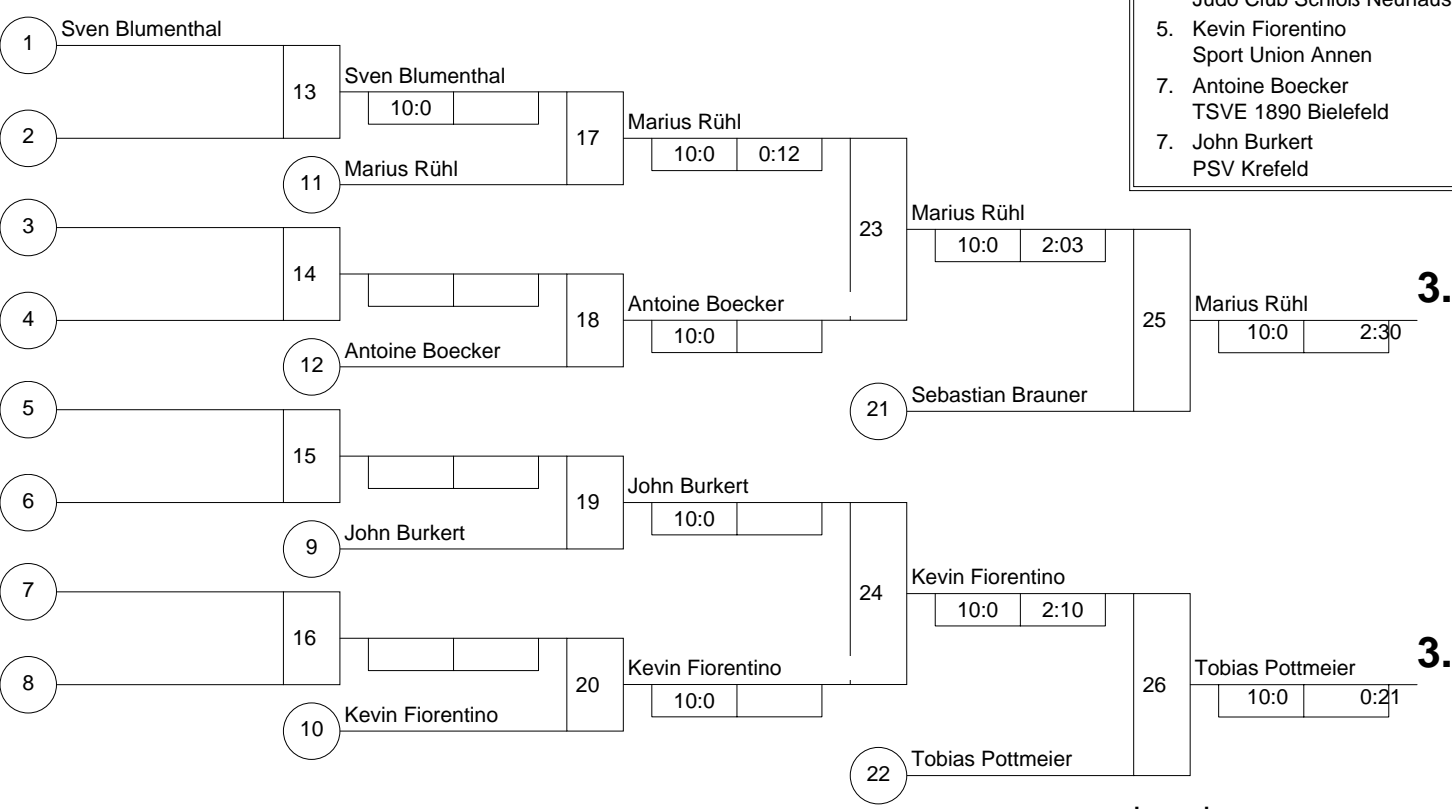 Judo Club Schloß Neuhaus
5. Kevin Fiorentino
Sport Union Annen
7. Antoine Boecker
TSVE 1890 Bielefeld
7. John Burkert
PSV Krefeld
1 Sven Blumenthal
2
13
Sven Blumenthal
10:0
11 Marius Rühl
17
Marius Rühl
10:0 0:12
3
4
14
12 Antoine Boecker
18
Antoine Boecker
10:0
23
Marius Rühl
10:0 2:03
21 Sebastian Brauner
25
Marius Rühl
10:0 2:30
3.
5
6
15
9 John Burkert
19
John Burkert
10:0
7
8
16
10 Kevin Fiorentino
20
Kevin Fiorentino
10:0
24
Kevin Fiorentino
10:0 2:10
22 Tobias Pottmeier
26
Tobias Pottmeier
10:0 0:21
3.